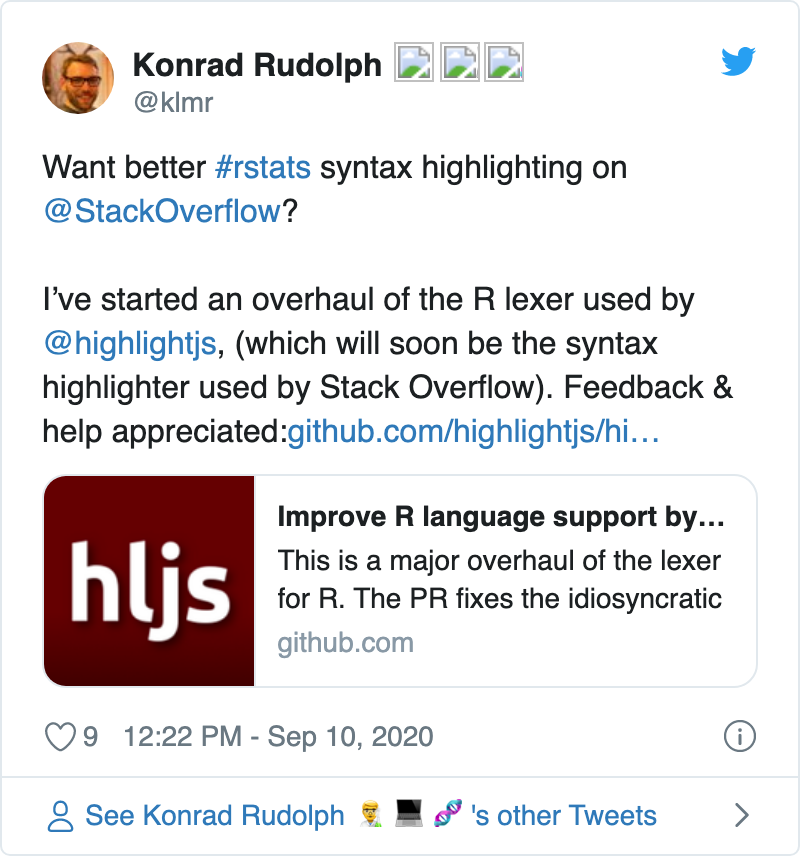 Konrad Rudolph
@klmr
Want better #rstats syntax highlighting on
@StackOverflow?
I’ve started an overhaul of the R lexer used by
@highlightjs, (which will soon be the syntax
highlighter used by Stack Overflow). Feedback &
help appreciated:github.com/highlightjs/hi…
hljs
Improve R language support by…
This is a major overhaul of the lexer
for R. The PR fixes the idiosyncratic
github.com
9 12:22 PM - Sep 10, 2020
See Konrad Rudolph 👨‍🔬 💻 🧬 's other Tweets